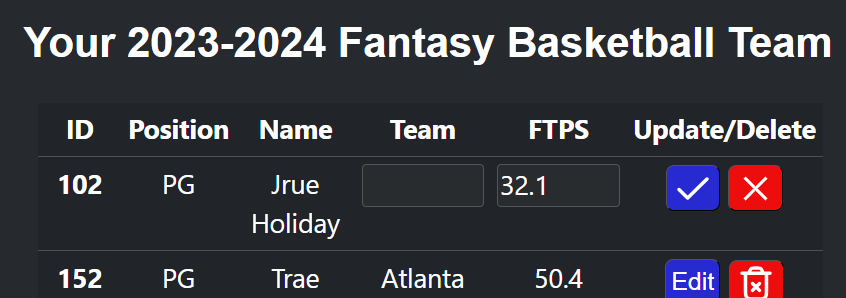 Your 2023-2024 Fantasy Basketball Team
ID Position Name Team FTPS Update/Delete
102 PG Jrue 32.1
Holiday
152 PG Trae Atlanta 50.4 Edit